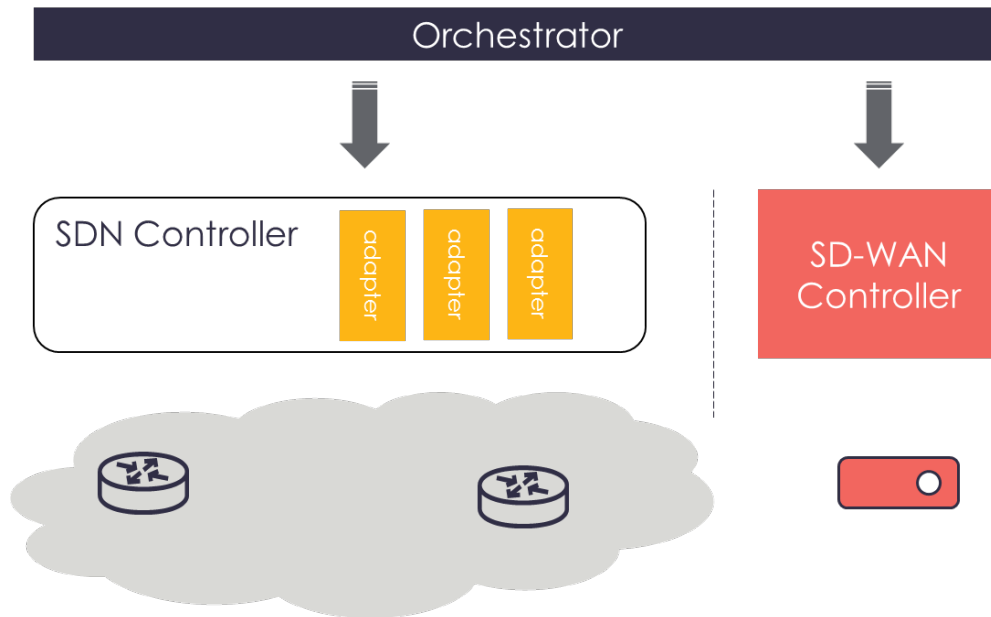 Orchestrator
SDN Controller
adapter
adapter
adapter
SD-WAN
Controller